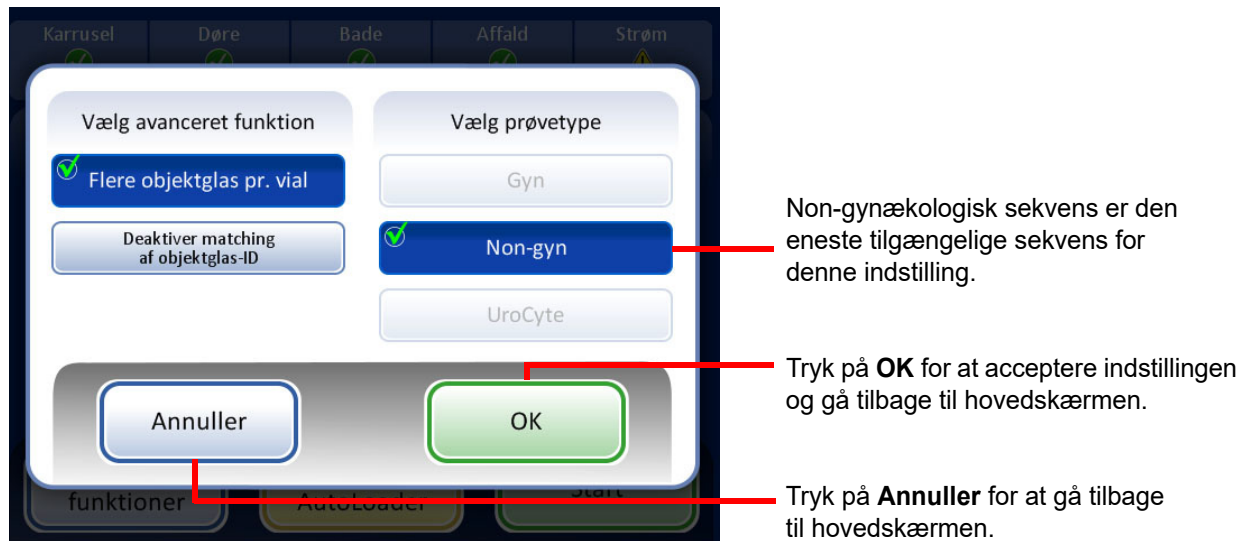 Karrusel Døre Bade Affald Strøm
Vælg avanceret funktion
Flere objektglas pr. vial
Deaktiver matching
af objektglas-ID
Vælg prøvetype
Gyn
Non-gyn
UroCyte
Annuller
OK
funktioner
AutoLoader
Start
Non-gynækologisk sekvens er den
eneste tilgængelige sekvens for
denne indstilling.
Tryk på OK for at acceptere indstillingen
og gå tilbage til hovedskærmen.
Tryk på Annuller for at gå tilbage
til hovedskærmen.